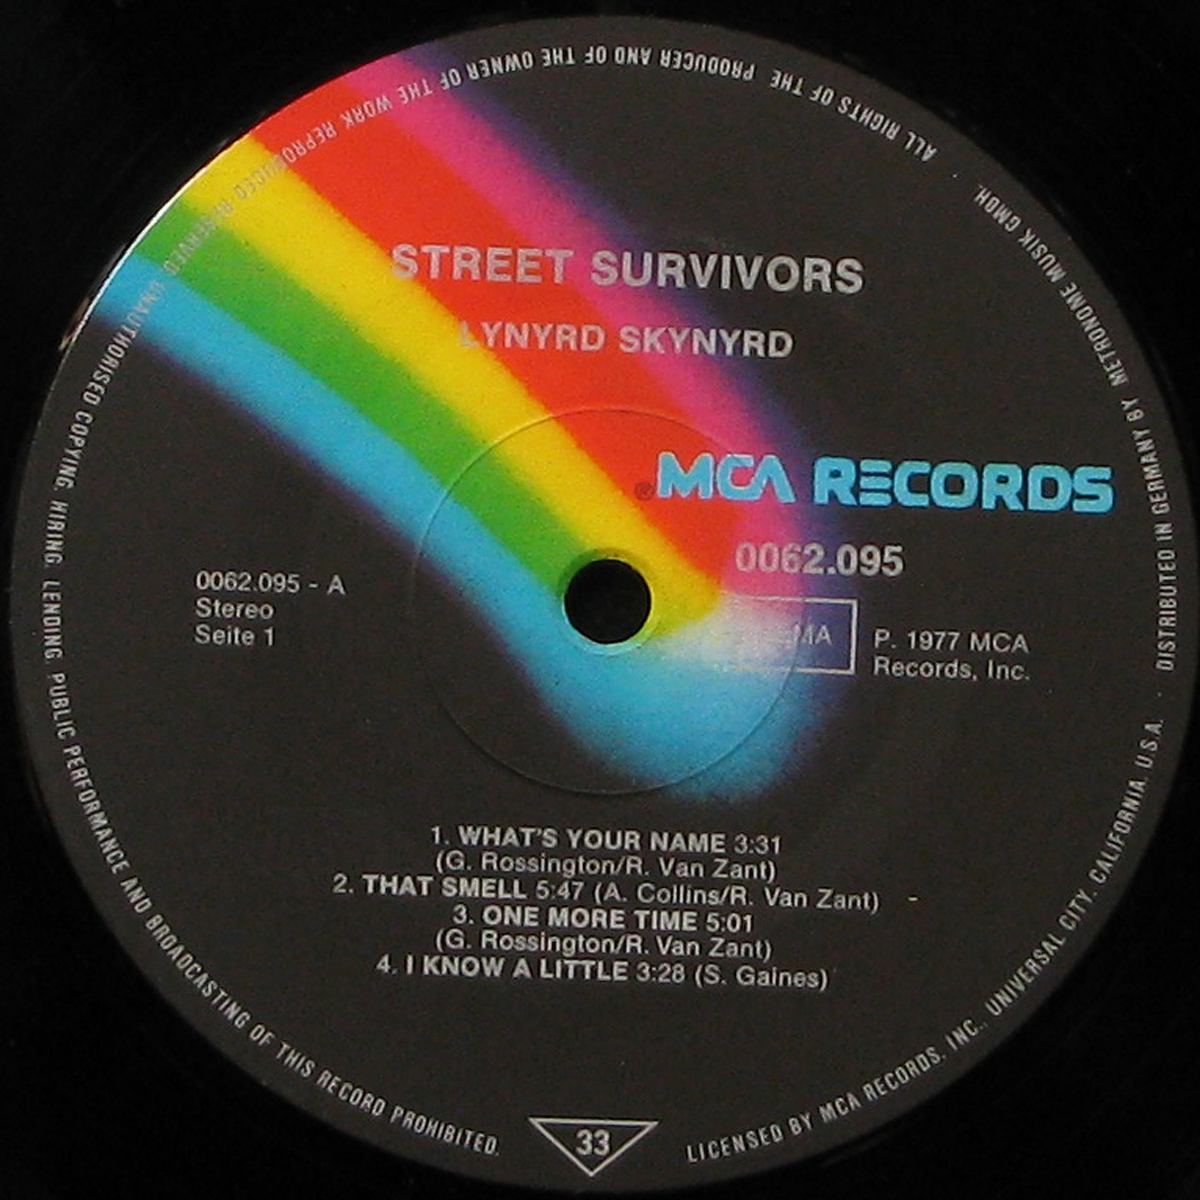 STREET SURVIVORS
LYNYRD SKYNYRD
® MCA RECORDS
0062.095
0062.095 - A
Stereo
Seite 1
MA
P. 1977 MCA
Records, Inc.
1. WHAT'S YOUR NAME 3:31
(G. Rossington/R. Van Zant)
2. THAT SMELL 5:47 (A. Collins/R. Van Zant)
3. ONE MORE TIME 5:01
(G. Rossington/R. Van Zant)
4. I KNOW A LITTLE 3:28 (S. Gaines)
33
ALL RIGHTS OF THE PRODUCER AND OF THE OWNER OF THE WORK REPRODUCED RESERVED. UNAUTHORISED COPYING, HIRING, LENDING, PUBLIC PERFORMANCE AND BROADCASTING OF THIS RECORD PROHIBITED.
LICENSED BY MCA RECORDS, INC., UNIVERSAL CITY, CALIFORNIA, U.S.A. · DISTRIBUTED IN GERMANY BY METRONOME MUSIK GMBH.